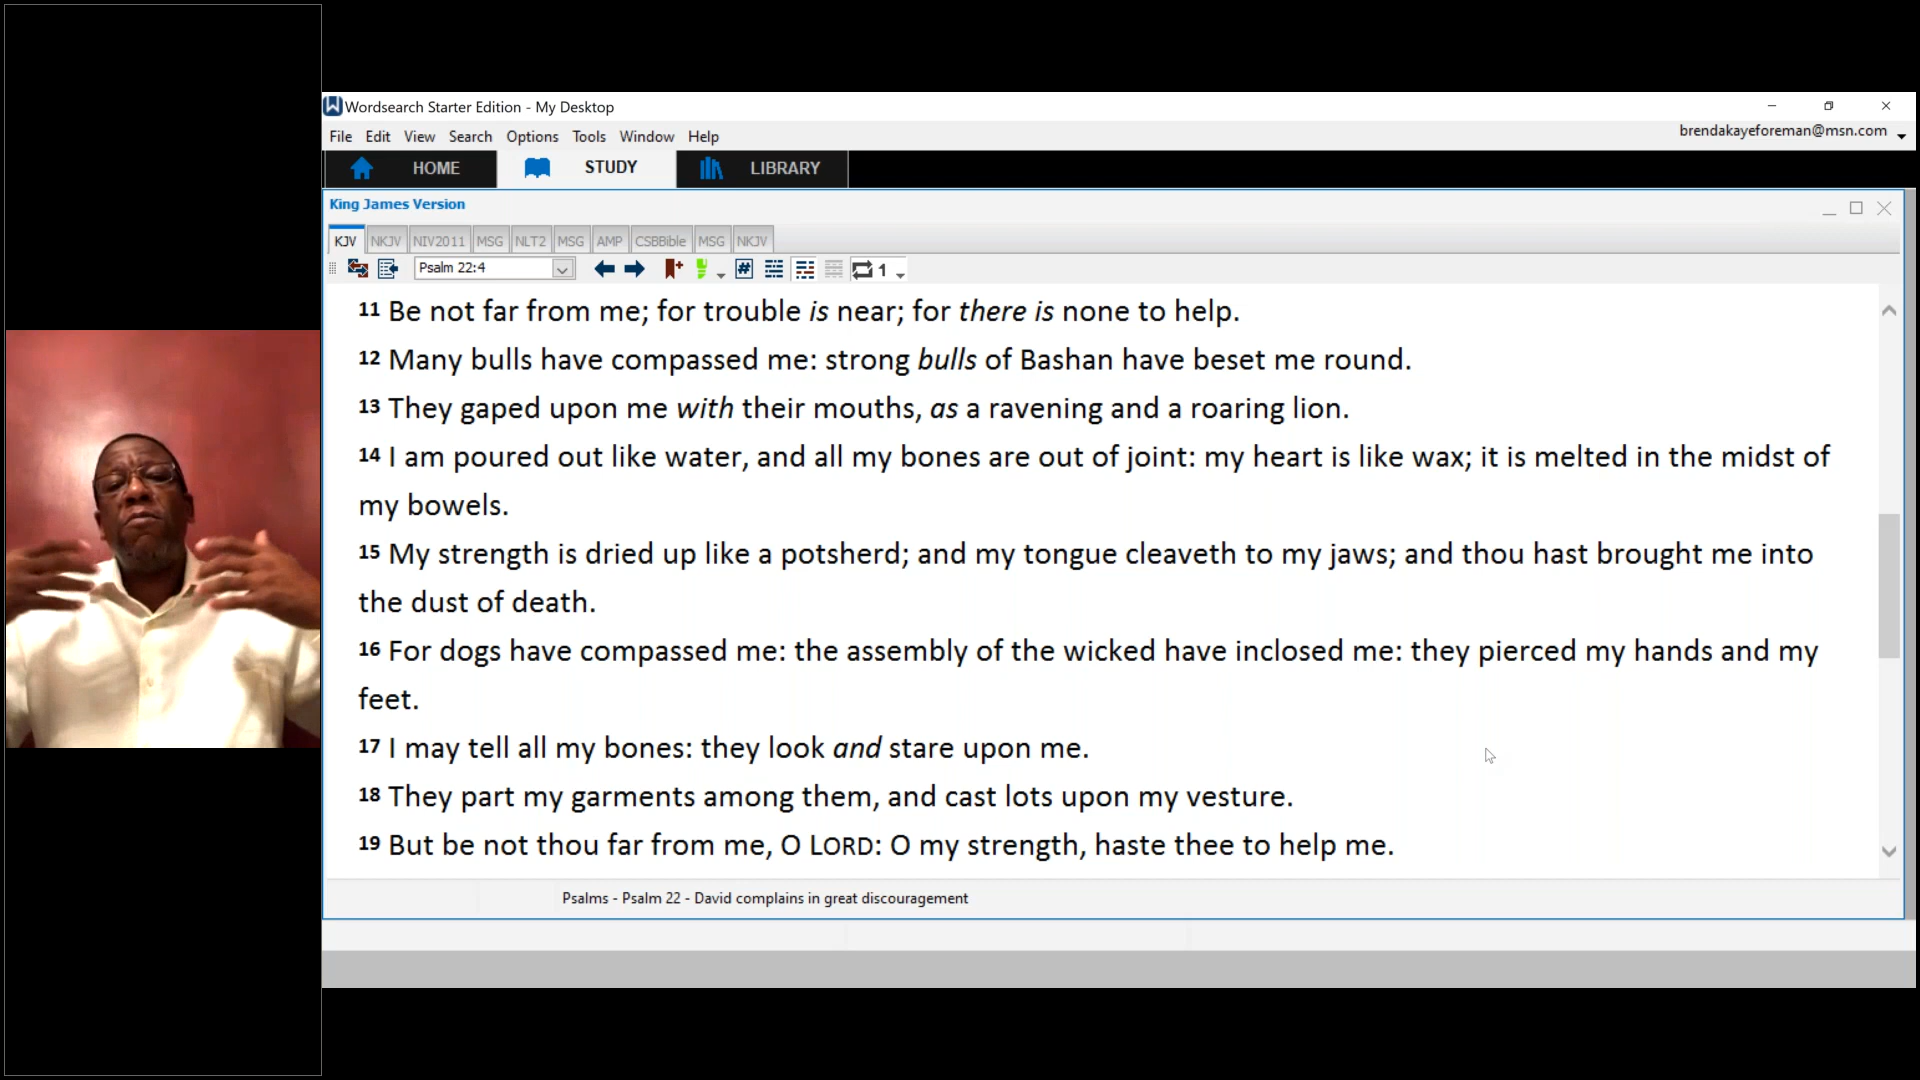 Wordsearch Starter Edition - My Desktop
File Edit View Search Options Tools Window Help
brendakayeforeman@msn.com
HOME STUDY LIBRARY
King James Version
KJV NKJV NIV2011 MSG NLT2 MSG AMP CSBBible MSG NKJV
Psalm 22:4 # 1
11 Be not far from me; for trouble is near; for there is none to help.
12 Many bulls have compassed me: strong bulls of Bashan have beset me round.
13 They gaped upon me with their mouths, as a ravening and a roaring lion.
14 I am poured out like water, and all my bones are out of joint: my heart is like wax; it is melted in the midst of
my bowels.
15 My strength is dried up like a potsherd; and my tongue cleaveth to my jaws; and thou hast brought me into
the dust of death.
16 For dogs have compassed me: the assembly of the wicked have inclosed me: they pierced my hands and my
feet.
17 I may tell all my bones: they look and stare upon me.
18 They part my garments among them, and cast lots upon my vesture.
19 But be not thou far from me, O LORD: O my strength, haste thee to help me.
Psalms - Psalm 22 - David complains in great discouragement